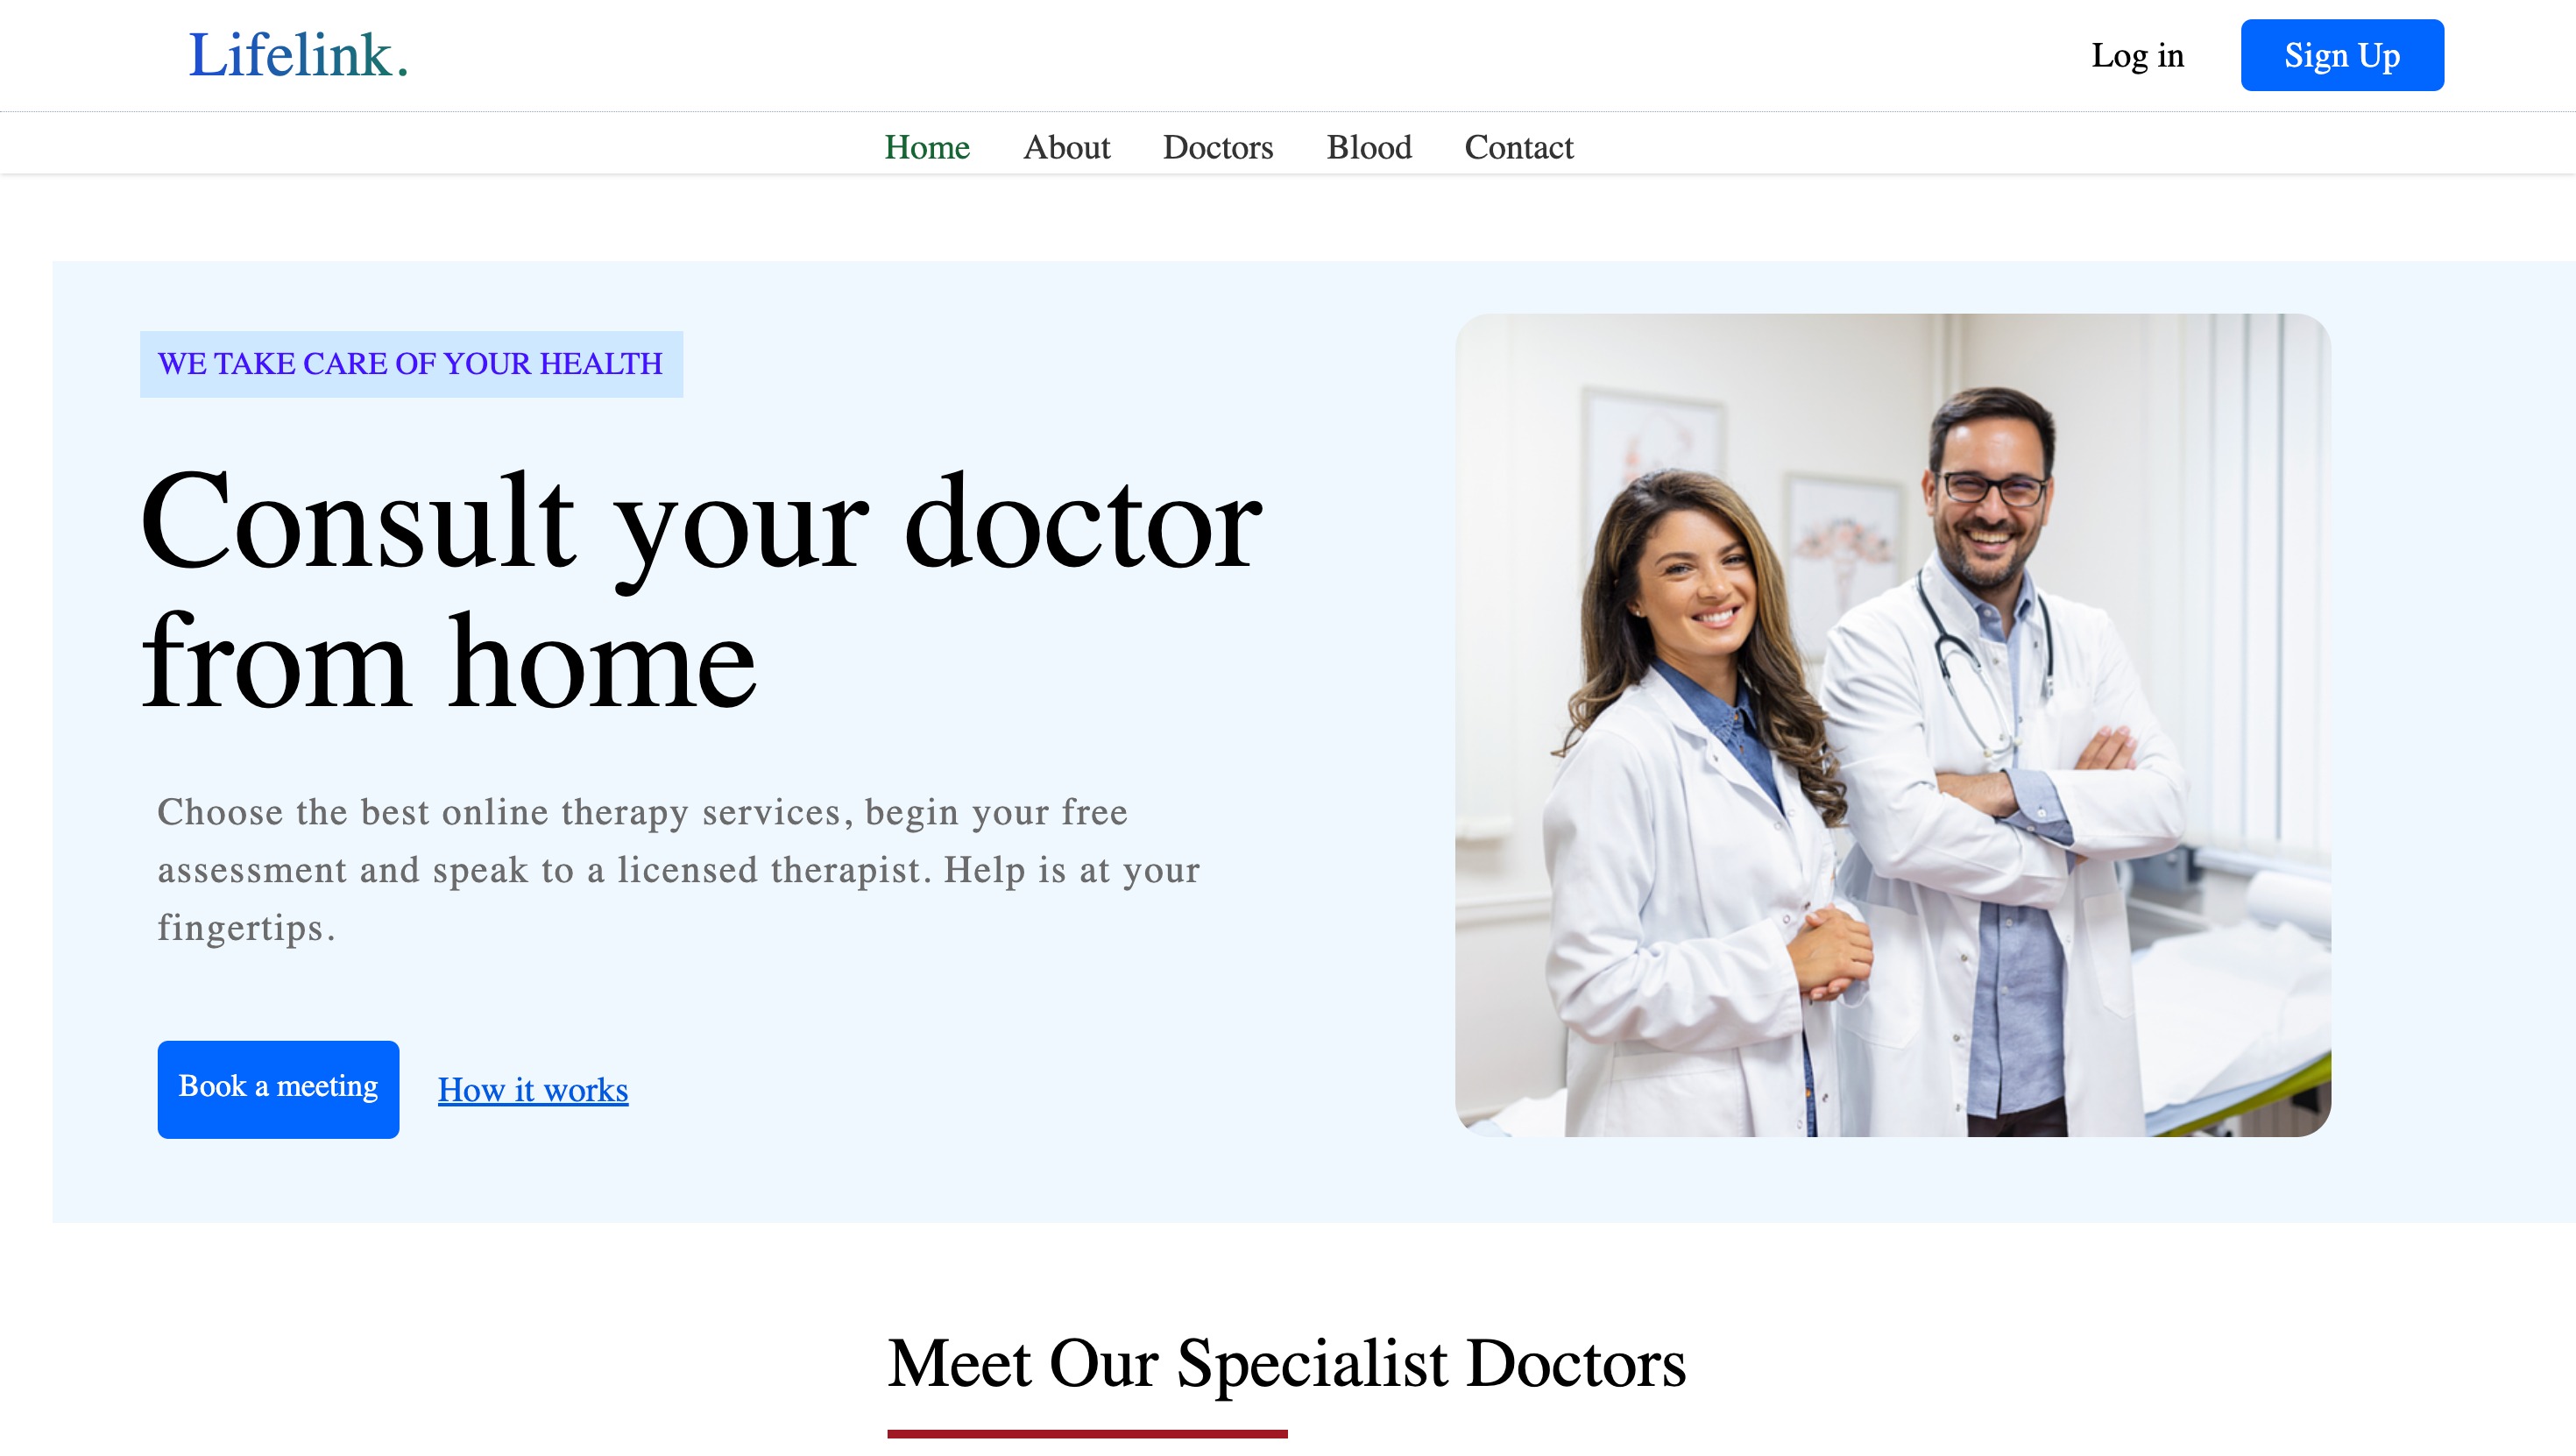 Lifelink.
Log in
Sign Up
Home
About
Doctors
Blood
Contact
WE TAKE CARE OF YOUR HEALTH
Consult your doctor
from home
Choose the best online therapy services, begin your free
assessment and speak to a licensed therapist. Help is at your
fingertips.
Book a meeting
How it works
Meet Our Specialist Doctors